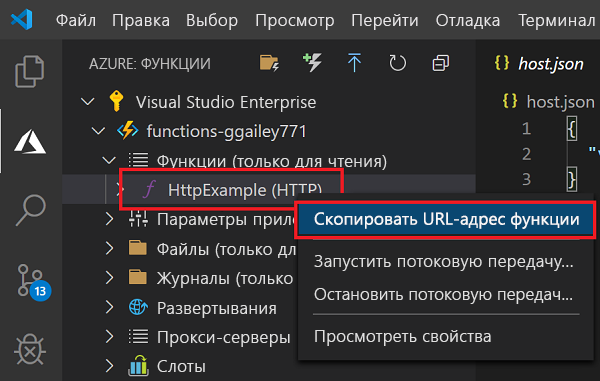 Файл Правка Выбор Просмотр Перейти Отладка Терминал
AZURE: ФУНКЦИИ
{} host.json
Visual Studio Enterprise
{} host.json
functions-ggailey771
1 {
Функции (только для чтения)
2 "
HttpExample (HTTP)
3 }
Скопировать URL-адрес функции
Параметры
Файлы (только
Запустить потоковую передачу...
Журналы (только
Остановить потоковую передач...
Развертывания
Прокси-серверы
Просмотреть свойства
Слоты
13